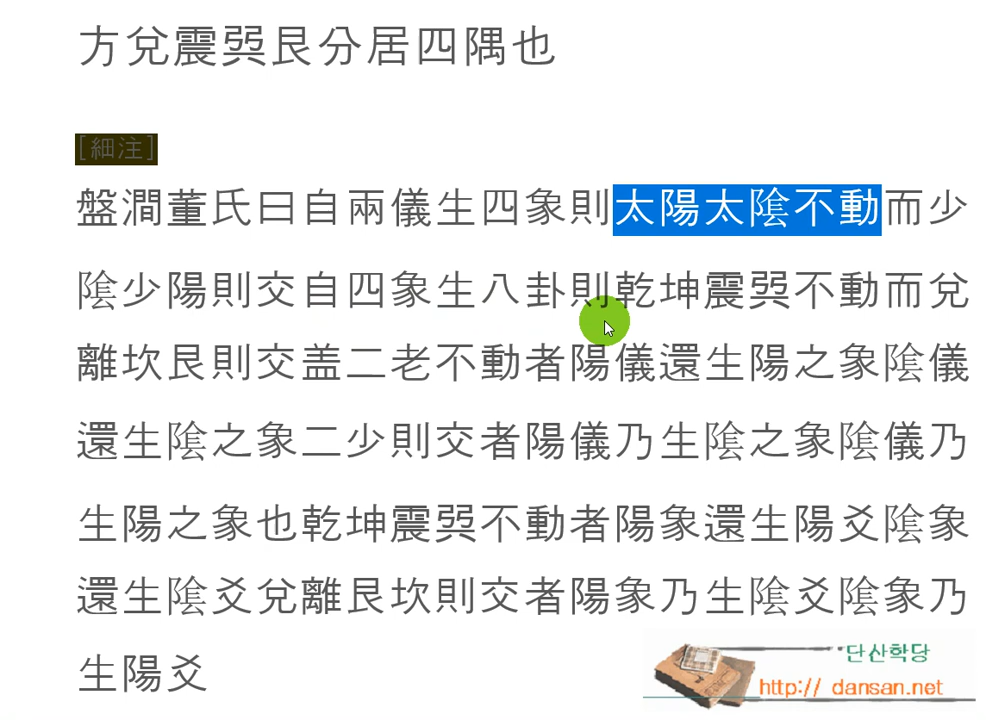 方兌震巽艮分居四隅也
[細注]
盤澗董氏曰自兩儀生四象則太陽太陰不動而少
陰少陽則交自四象生八卦則乾坤震巽不動而兌
離坎艮則交盖二老不動者陽儀還生陽之象陰儀
還生陰之象二少則交者陽儀乃生陰之象陰儀乃
生陽之象也乾坤震巽不動者陽象還生陽爻陰象
還生陰爻兌離艮坎則交者陽象乃生陰爻陰象乃
生陽爻
단산학당
http:// dansan.net